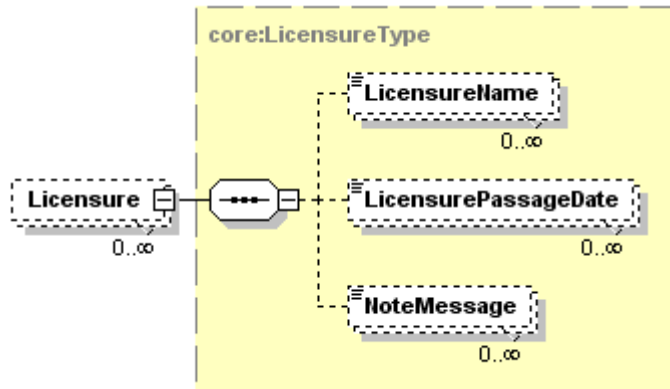 core:LicensureType
LicensureName
0..∞
Licensure
0..∞
LicensurePassageDate
0..∞
NoteMessage
0..∞